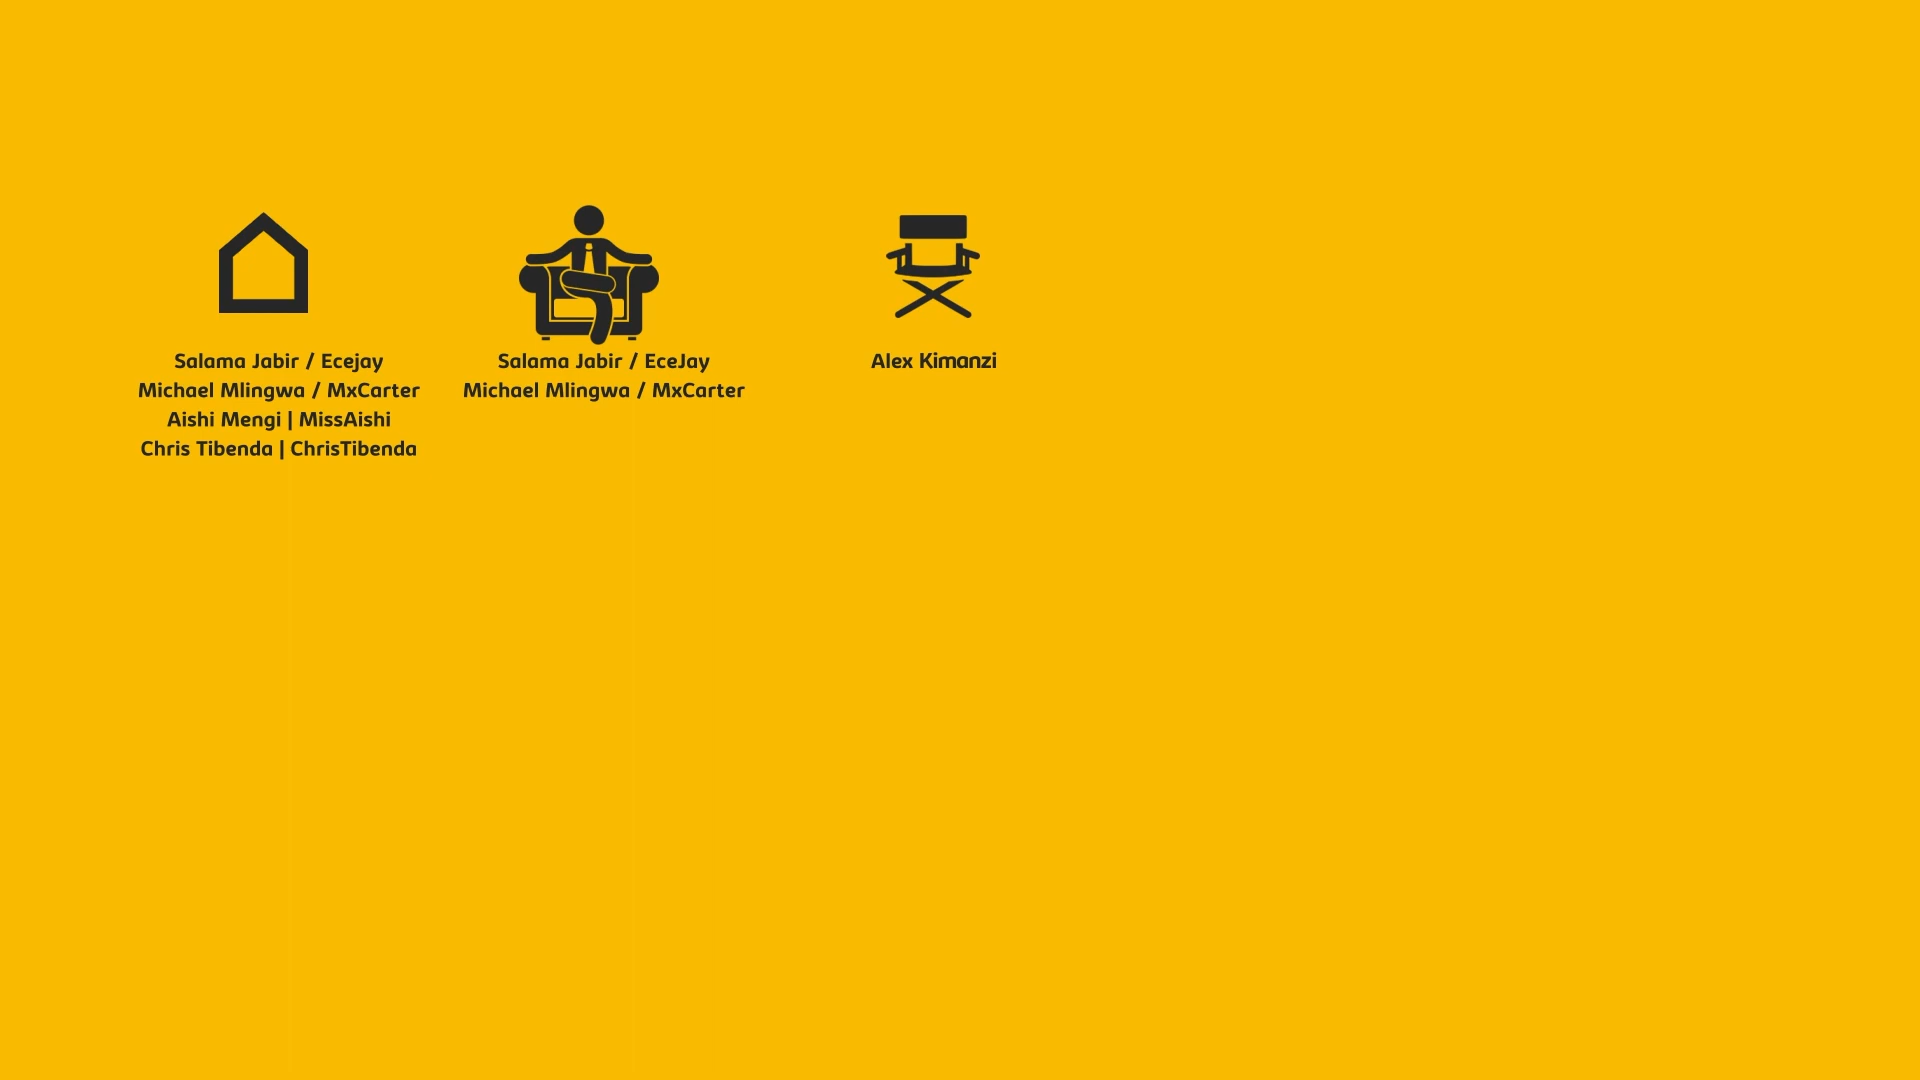 Salama Jabir / Ecejay
Michael Mlingwa / MxCarter
Aishi Mengi | MissAishi
Chris Tibenda | ChrisTibenda
Salama Jabir / EceJay
Michael Mlingwa / MxCarter
Alex Kimanzi